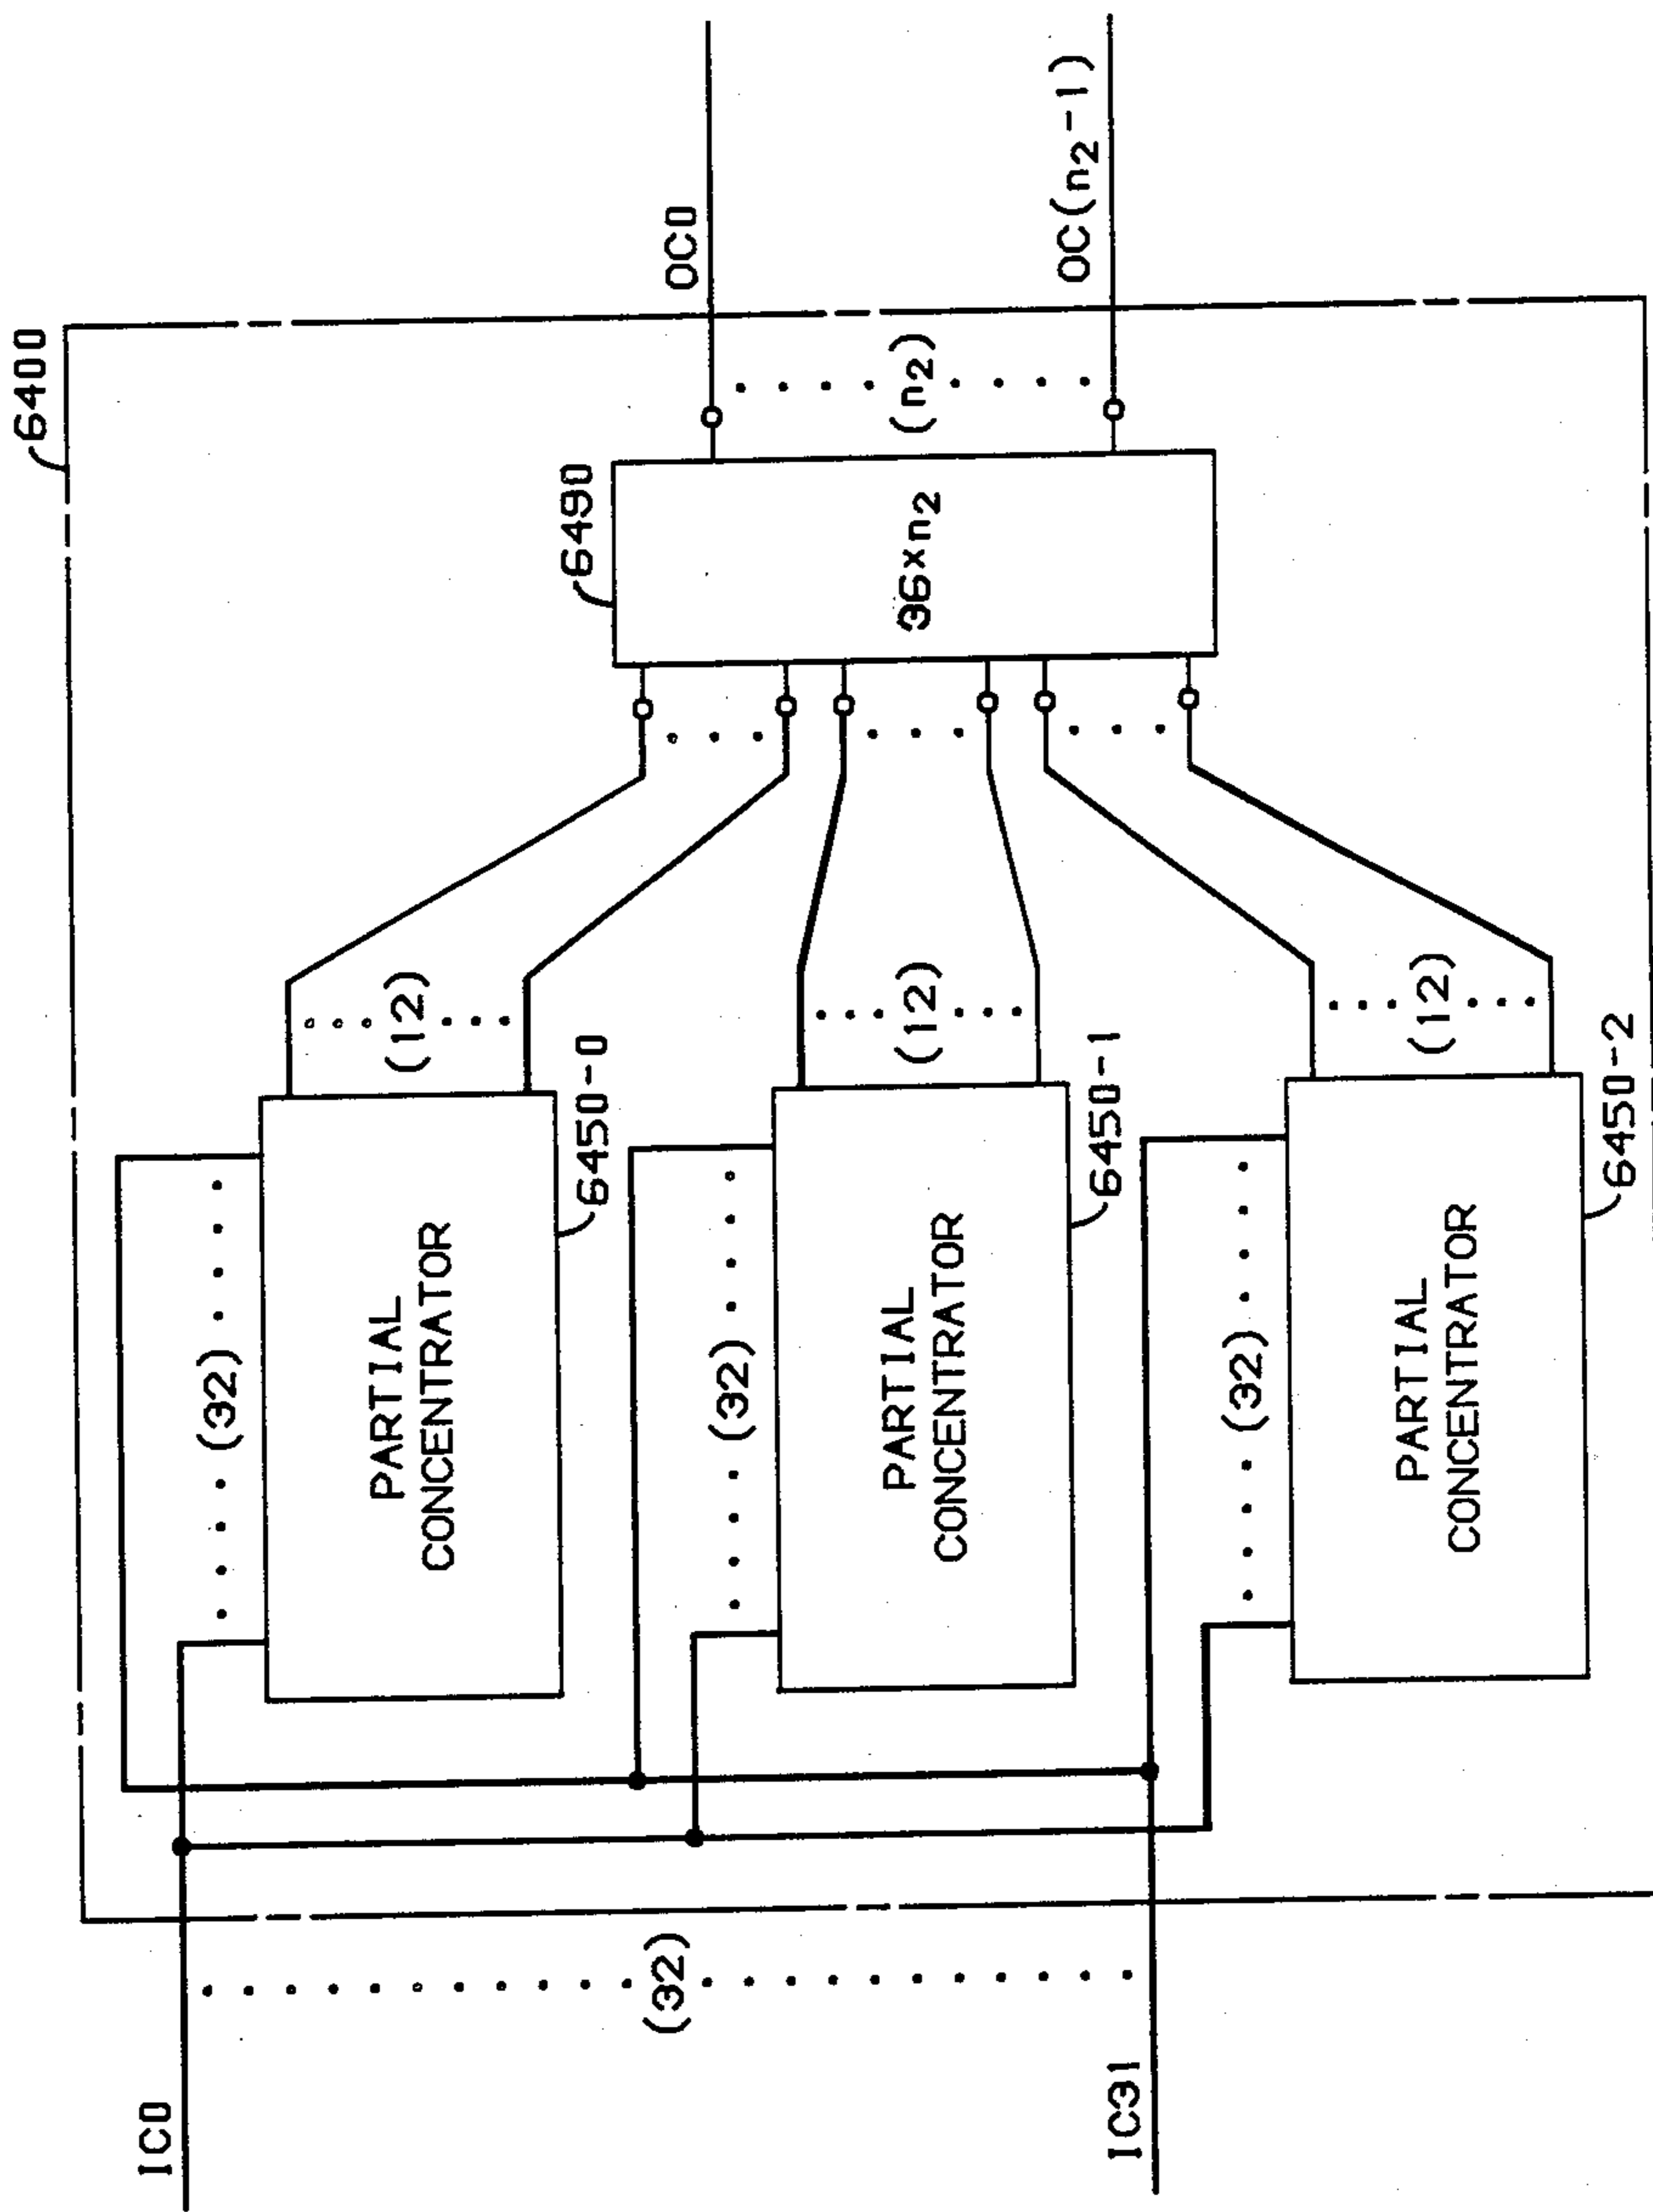 6400
IC0
(32)
IC31
(32)
PARTIAL
CONCENTRATOR
6450-0
(12)
(32)
PARTIAL
CONCENTRATOR
6450-1
(12)
(32)
PARTIAL
CONCENTRATOR
6450-2
(12)
6490
36×n₂
(n₂)
OC0
OC(n₂-1)